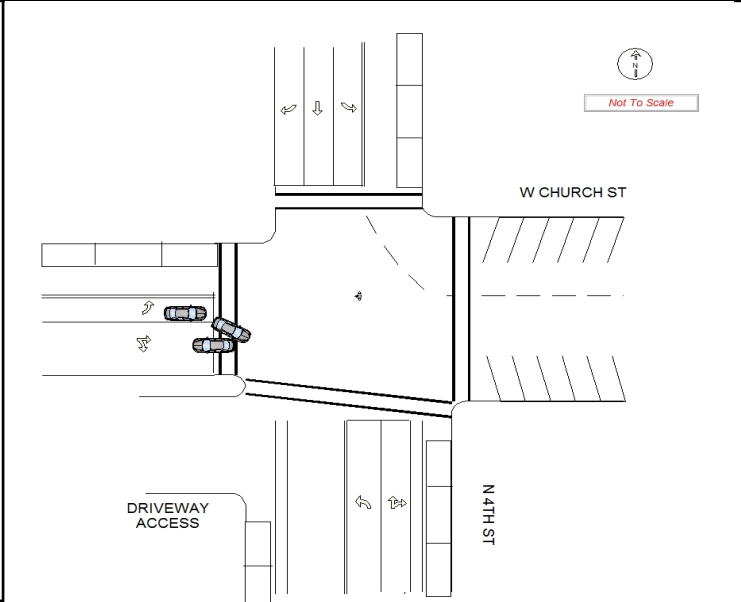 N
Not To Scale
W CHURCH ST
N 4TH ST
DRIVEWAY
ACCESS